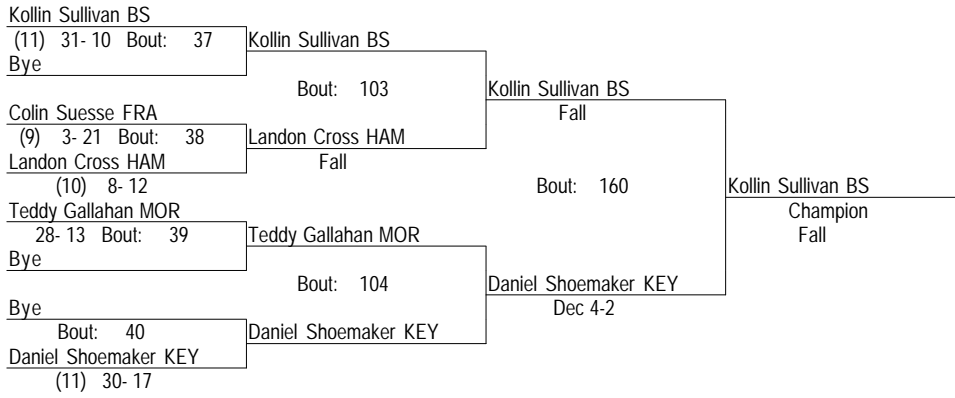 Kollin Sullivan BS
(11) 31- 10 Bout: 37
Kollin Sullivan BS
Bye
Bout: 103
Kollin Sullivan BS
Colin Suesse FRA
Fall
(9) 3- 21 Bout: 38
Landon Cross HAM
Landon Cross HAM
Fall
(10) 8- 12
Bout: 160
Kollin Sullivan BS
Teddy Gallahan MOR
Champion
28- 13 Bout: 39
Teddy Gallahan MOR
Fall
Bye
Bout: 104
Daniel Shoemaker KEY
Bye
Dec 4-2
Bout: 40
Daniel Shoemaker KEY
Daniel Shoemaker KEY
(11) 30- 17